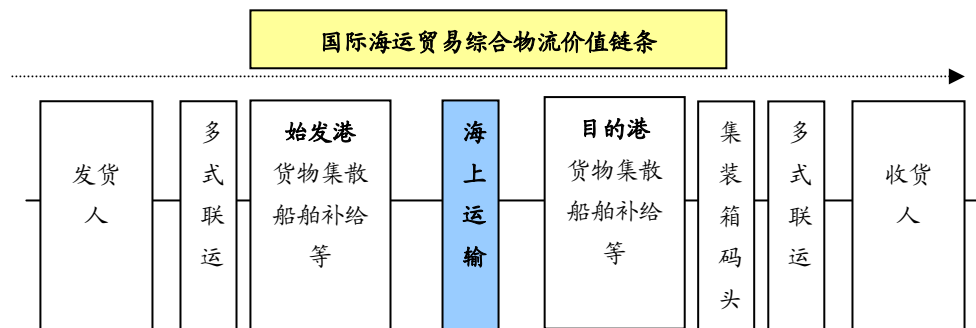 国际海运贸易综合物流价值链条
发货
人
多
式
联
运
始发港
货物集散
船舶补给
等
海
上
运
输
目的港
货物集散
船舶补给
等
集
装
箱
码
头
多
式
联
运
收货
人